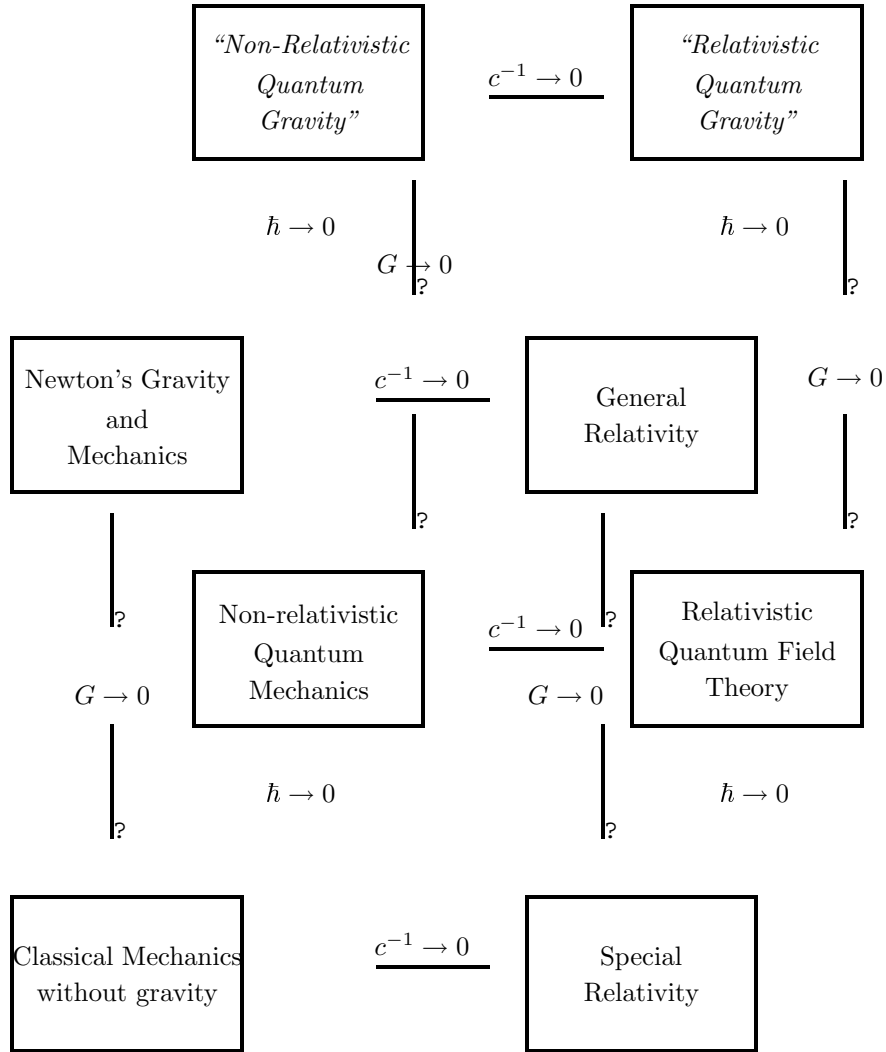 “Non-Relativistic
Quantum
Gravity”
c⁻¹ → 0
“Relativistic
Quantum
Gravity”
ħ → 0
ħ → 0
G → 0
?
?
Newton's Gravity
and
Mechanics
c⁻¹ → 0
General
Relativity
G → 0
?
?
?
?
Non-relativistic
Quantum
Mechanics
c⁻¹ → 0
Relativistic
Quantum Field
Theory
G → 0
G → 0
ħ → 0
ħ → 0
?
?
Classical Mechanics
without gravity
c⁻¹ → 0
Special
Relativity